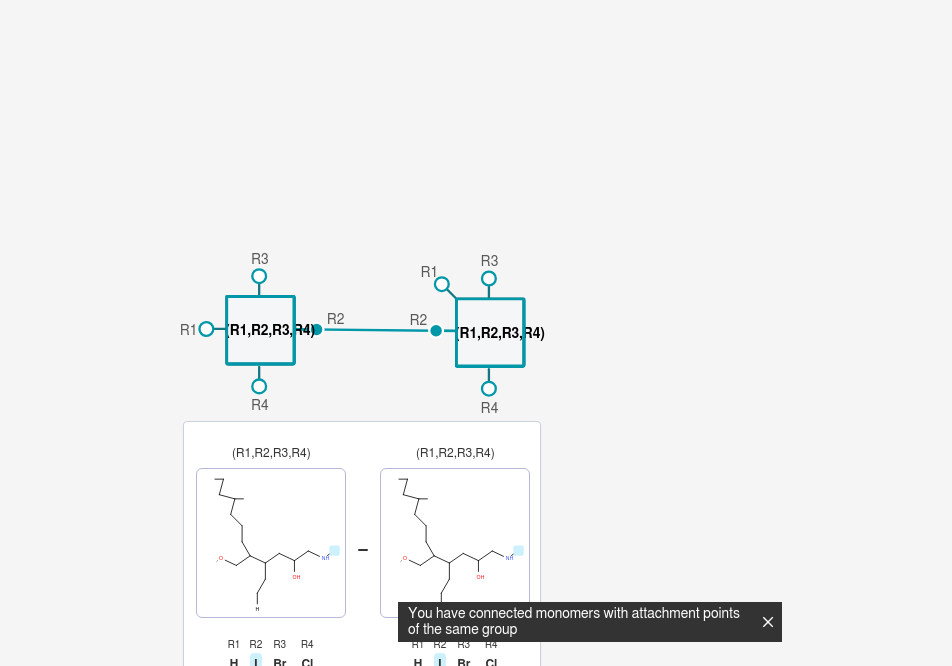 R3
R3
R1
R1 (R1,R2,R3,R4) R2
R2 (R1,R2,R3,R4)
R4
R4
(R1,R2,R3,R4) (R1,R2,R3,R4)
O NH O NH
OH OH
H
You have connected monomers with attachment points
of the same group
R1 R2 R3 R4 R1 R2 R3 R4
H I Br Cl H I Br Cl